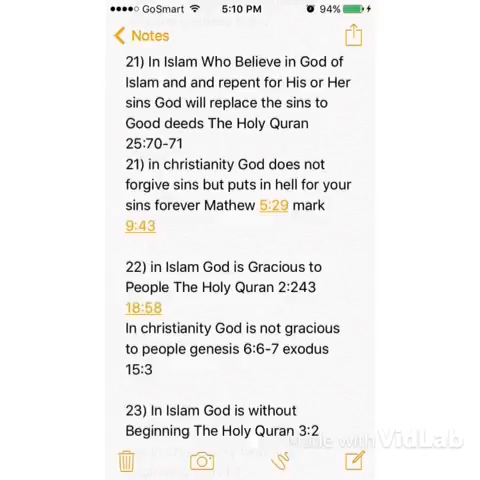 GoSmart 5:10 PM 94%
Notes
21) In Islam Who Believe in God of
Islam and and repent for His or Her
sins God will replace the sins to
Good deeds The Holy Quran
25:70-71
21) in christianity God does not
forgive sins but puts in hell for your
sins forever Mathew 5:29 mark
9:43
22) in Islam God is Gracious to
People The Holy Quran 2:243
18:58
In christianity God is not gracious
to people genesis 6:6-7 exodus
15:3
23) In Islam God is without
Beginning The Holy Quran 3:2
Made with VidLab